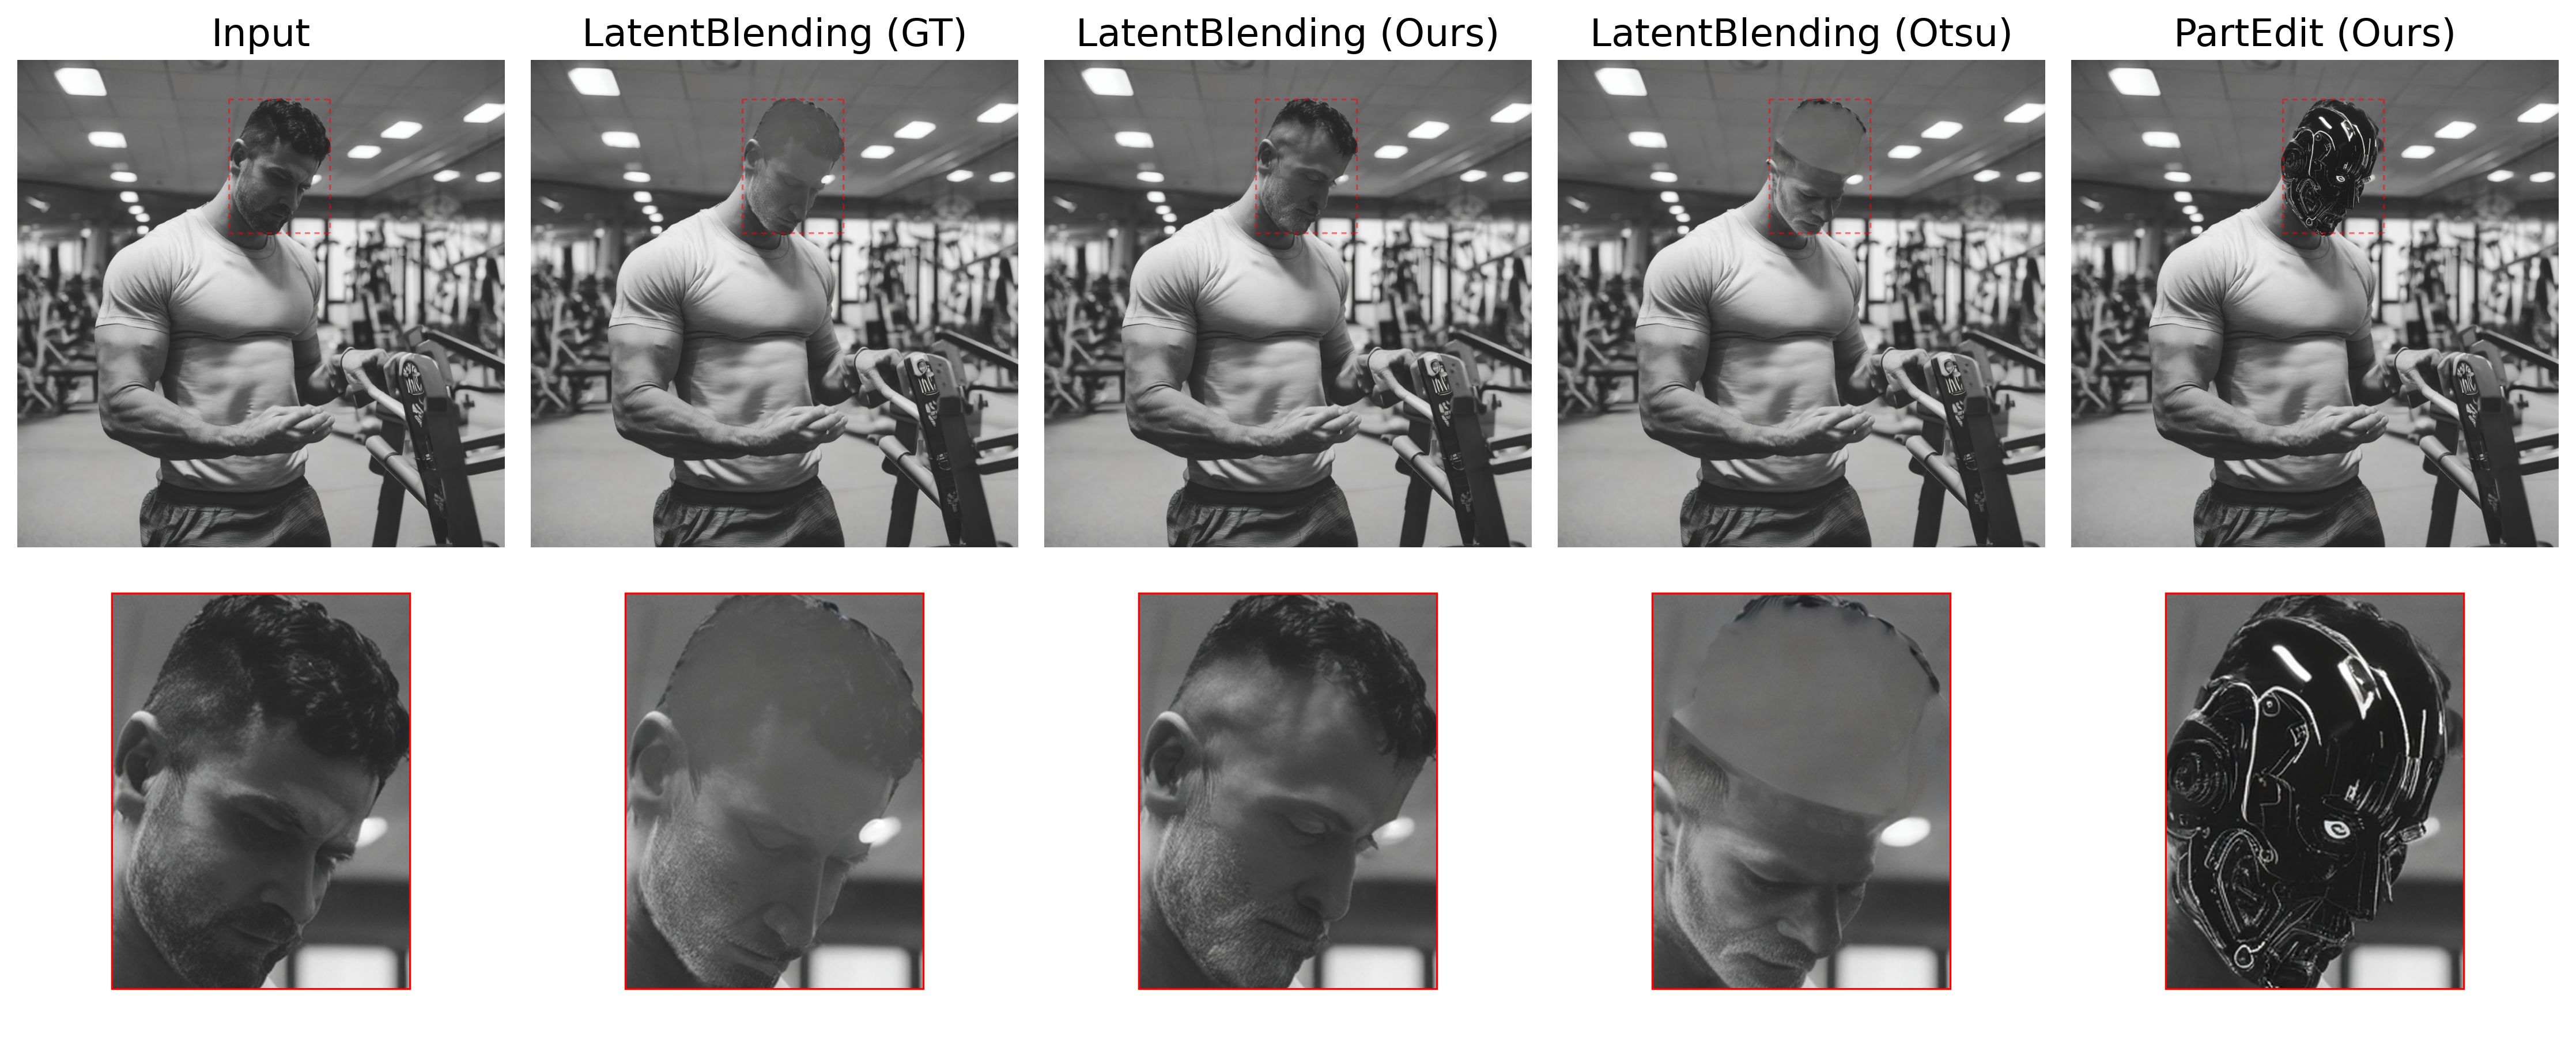 Input
LatentBlending (GT)
LatentBlending (Ours)
LatentBlending (Otsu)
PartEdit (Ours)